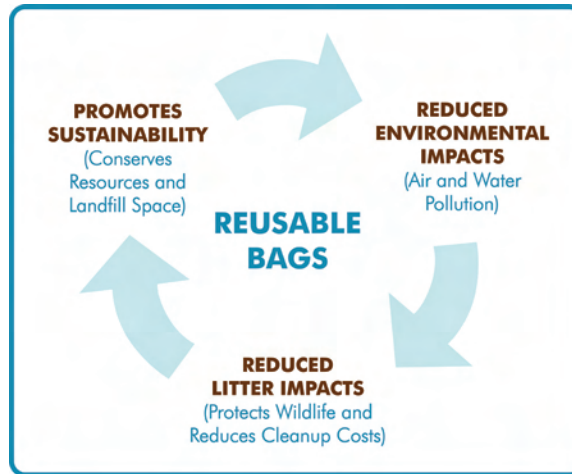 PROMOTES
SUSTAINABILITY
(Conserves
Resources and
Landfill Space)
REDUCED
ENVIRONMENTAL
IMPACTS
(Air and Water
Pollution)
REUSABLE
BAGS
REDUCED
LITTER IMPACTS
(Protects Wildlife and
Reduces Cleanup Costs)